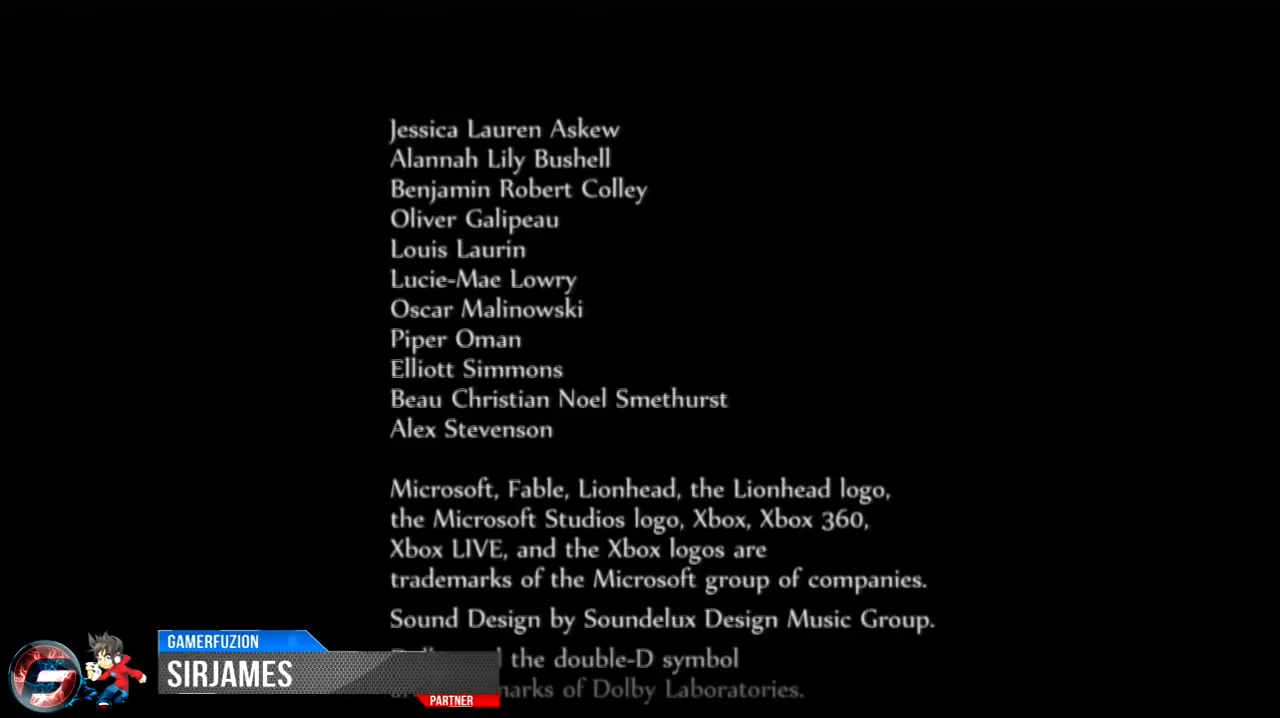 Jessica Lauren Askew
Alannah Lily Bushell
Benjamin Robert Colley
Oliver Galipeau
Louis Laurin
Lucie-Mae Lowry
Oscar Malinowski
Piper Oman
Elliott Simmons
Beau Christian Noel Smethurst
Alex Stevenson
Microsoft, Fable, Lionhead, the Lionhead logo,
the Microsoft Studios logo, Xbox, Xbox 360,
Xbox LIVE, and the Xbox logos are
trademarks of the Microsoft group of companies.
Sound Design by Soundelux Design Music Group.
the double-D symbol
of Dolby Laboratories.
GAMERFUZION
SIRJAMES
PARTNER